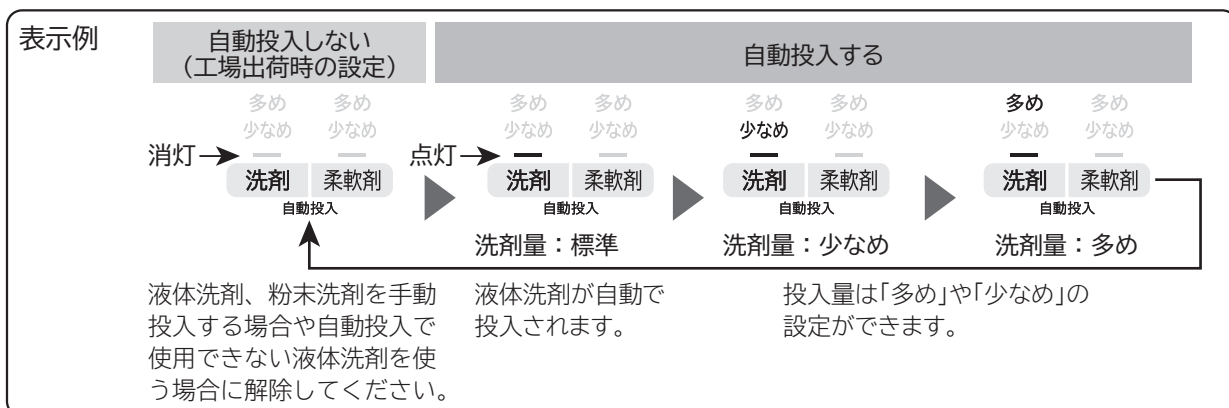 表示例
自動投入しない
（工場出荷時の設定）
自動投入する
多め 多め
少なめ 少なめ
消灯
洗剤 柔軟剤
自動投入
多め 多め
少なめ 少なめ
点灯
洗剤 柔軟剤
自動投入
洗剤量：標準
多め 多め
少なめ 少なめ
洗剤 柔軟剤
自動投入
洗剤量：少なめ
多め 多め
少なめ 少なめ
洗剤 柔軟剤
自動投入
洗剤量：多め
液体洗剤、粉末洗剤を手動
投入する場合や自動投入で
使用できない液体洗剤を使
う場合に解除してください。
液体洗剤が自動で
投入されます。
投入量は「多め」や「少なめ」の
設定ができます。